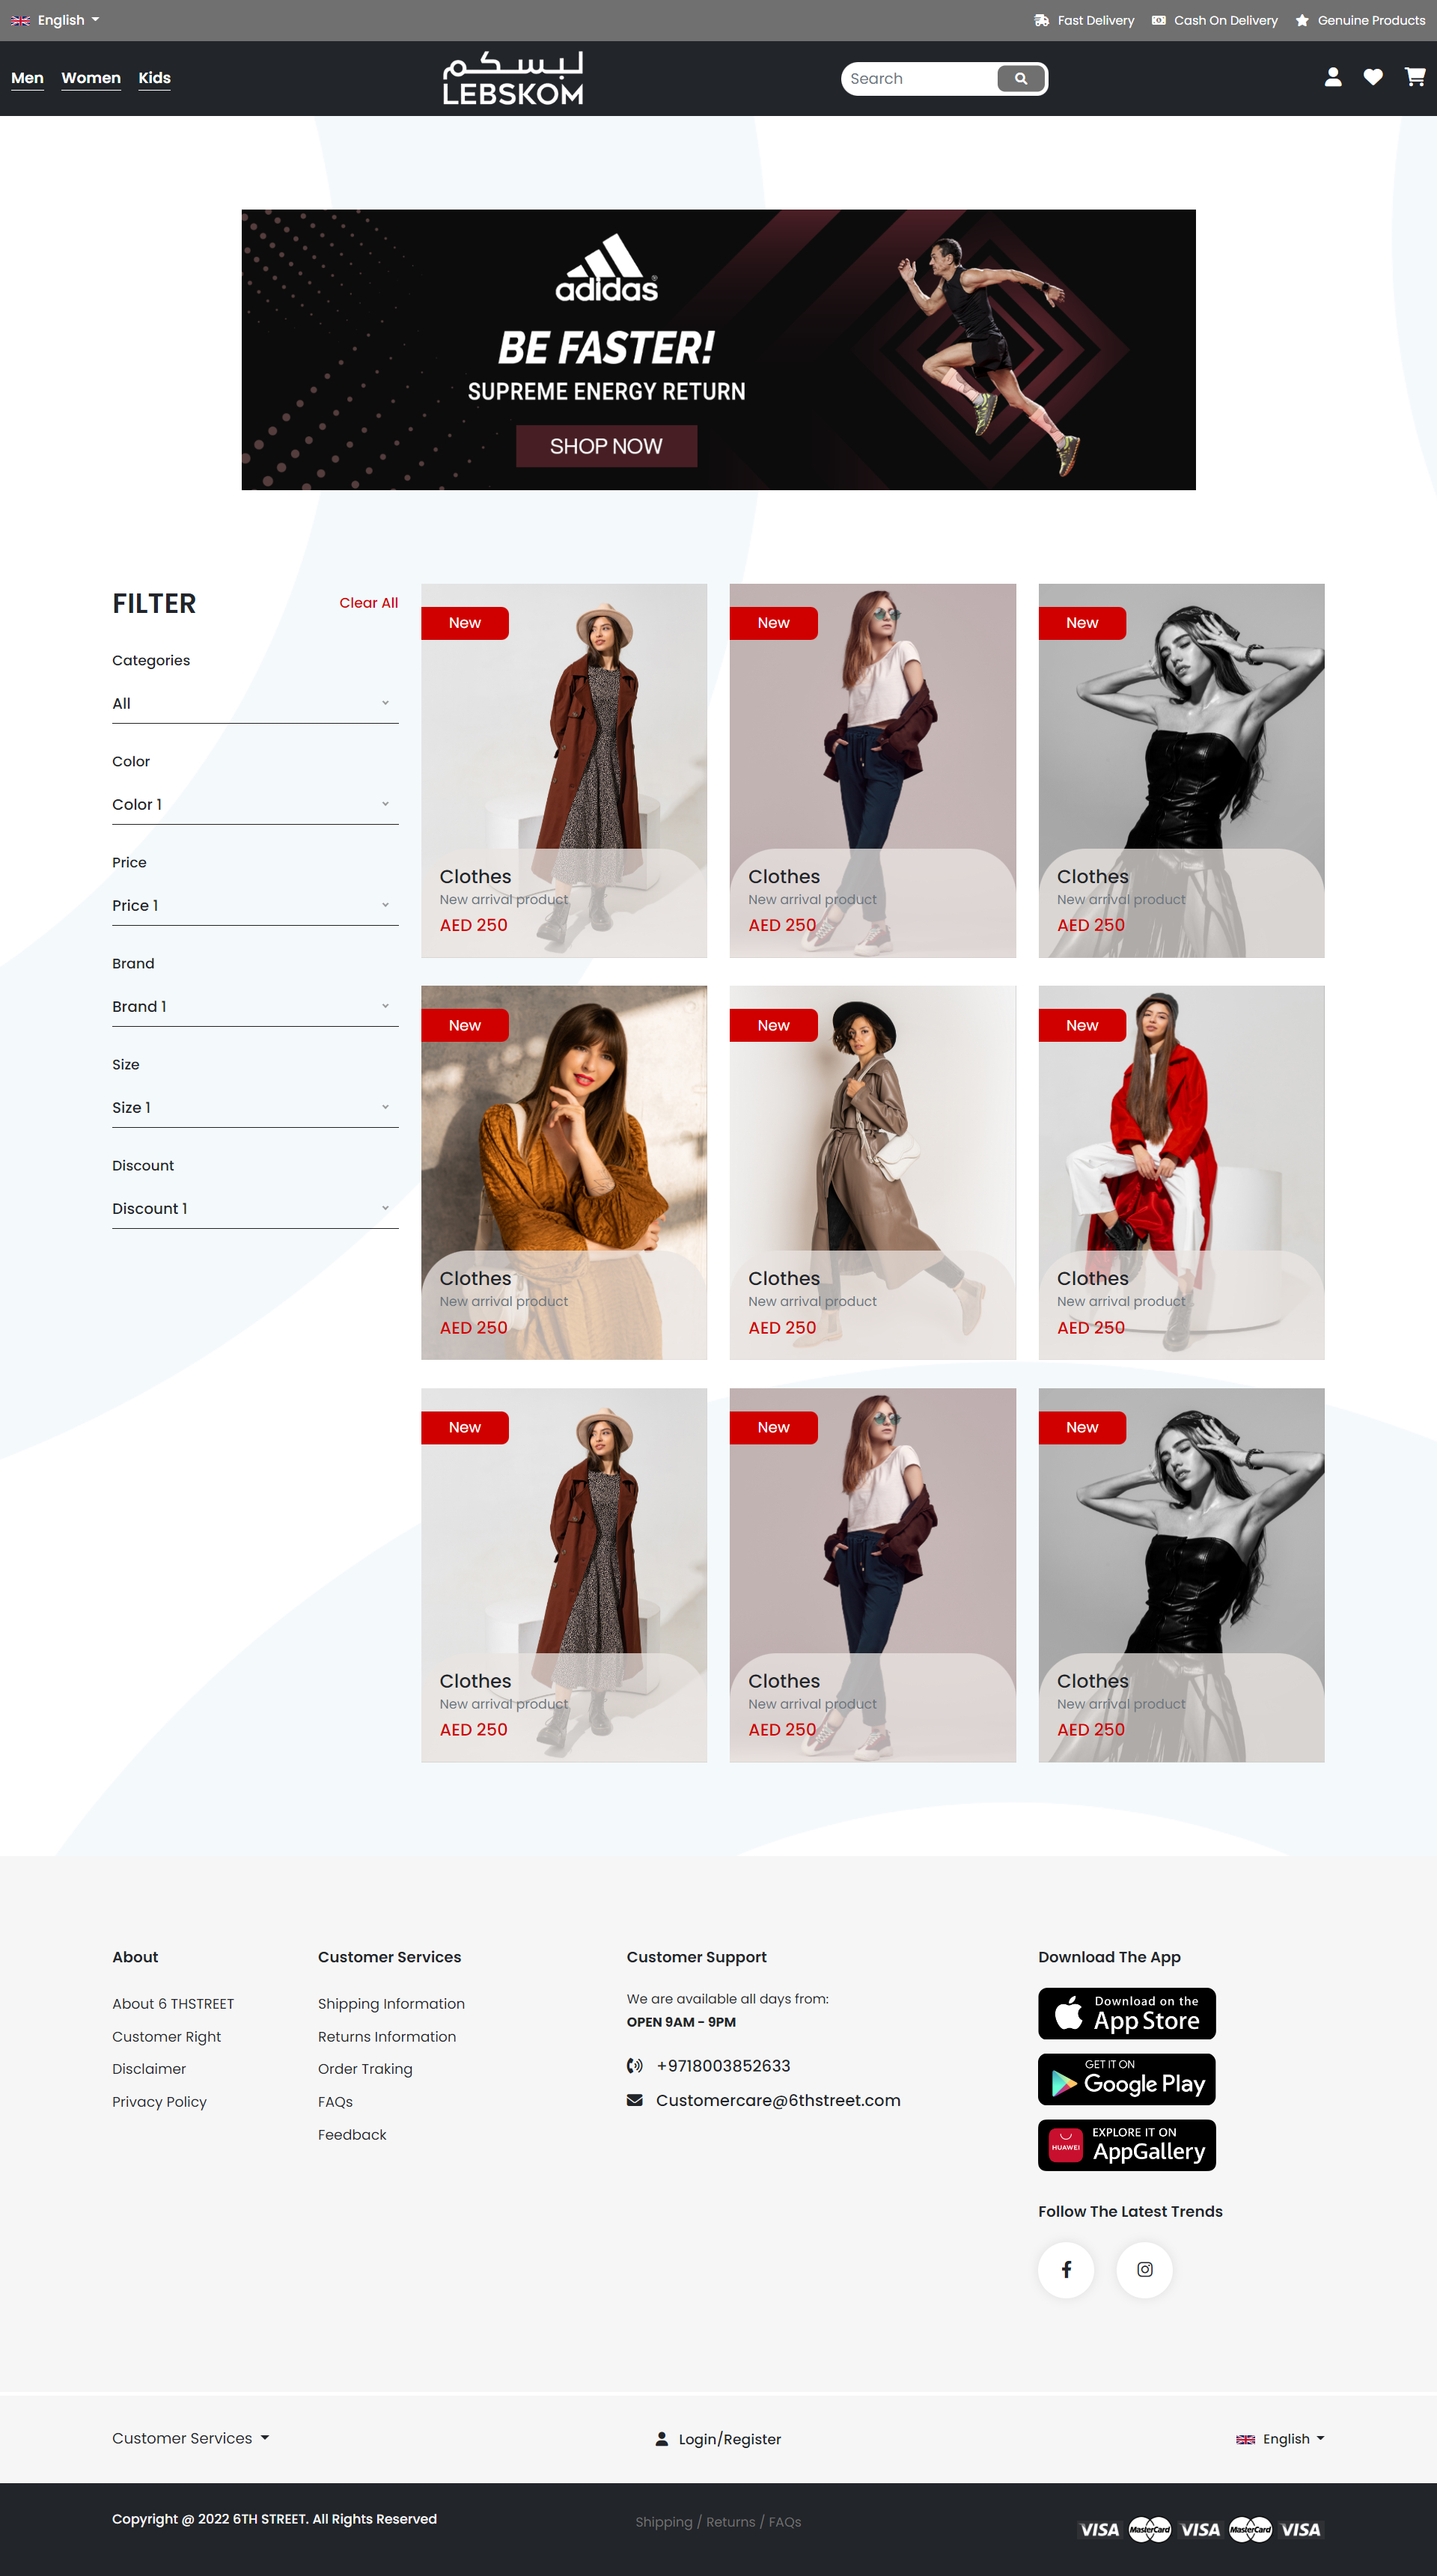 English
Fast Delivery Cash On Delivery Genuine Products
Men Women Kids
لبسكم
LEBSKOM
Search
adidas
BE FASTER!
SUPREME ENERGY RETURN
SHOP NOW
FILTER
Clear All
Categories
All
Color
Color 1
Price
Price 1
Brand
Brand 1
Size
Size 1
Discount
Discount 1
New
Clothes
New arrival product
AED 250
New
Clothes
New arrival product
AED 250
New
Clothes
New arrival product
AED 250
New
Clothes
New arrival product
AED 250
New
Clothes
New arrival product
AED 250
New
Clothes
New arrival product
AED 250
New
Clothes
New arrival product
AED 250
New
Clothes
New arrival product
AED 250
New
Clothes
New arrival product
AED 250
About
About 6 THSTREET
Customer Right
Disclaimer
Privacy Policy
Customer Services
Shipping Information
Returns Information
Order Traking
FAQs
Feedback
Customer Support
We are available all days from:
OPEN 9AM - 9PM
+9718003852633
Customercare@6thstreet.com
Download The App
Download on the
App Store
GET IT ON
Google Play
HUAWEI
EXPLORE IT ON
AppGallery
Follow The Latest Trends
Customer Services
Login/Register
English
Copyright @ 2022 6TH STREET. All Rights Reserved
Shipping / Returns / FAQs
VISA MasterCard VISA MasterCard VISA